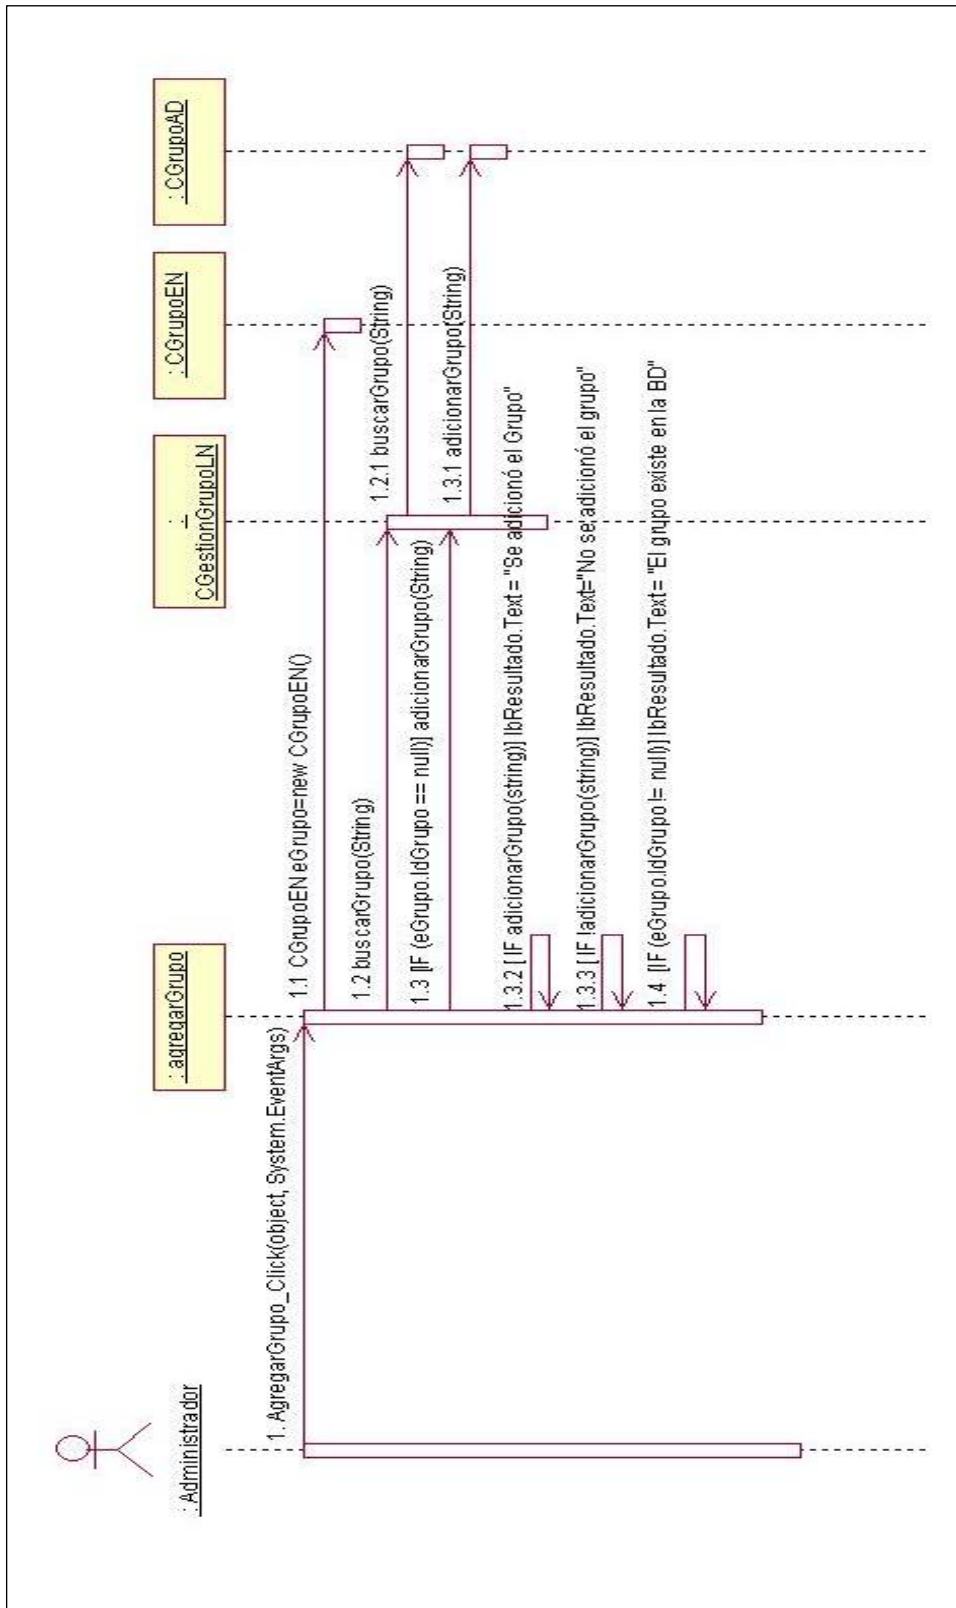 : Administrador
: agregarGrupo
:
CGestionGrupoLN
: CGrupoEN
: CGrupoAD
1. AgregarGrupo_Click(object, System.EventArgs)
1.1 CGrupoEN eGrupo=new CGrupoEN()
1.2 buscarGrupo(String)
1.2.1 buscarGrupo(String)
1.3 [IF (eGrupo.IdGrupo == null)] adicionarGrupo(String)
1.3.1 adicionarGrupo(String)
1.3.2 [ IF adicionarGrupo(string)] lbResultado.Text = "Se adicionó el Grupo"
1.3.3 [ IF !adicionarGrupo(string)] lbResultado.Text="No se adicionó el grupo"
1.4 [IF (eGrupo.IdGrupo != null)] lbResultado.Text = "El grupo existe en la BD"